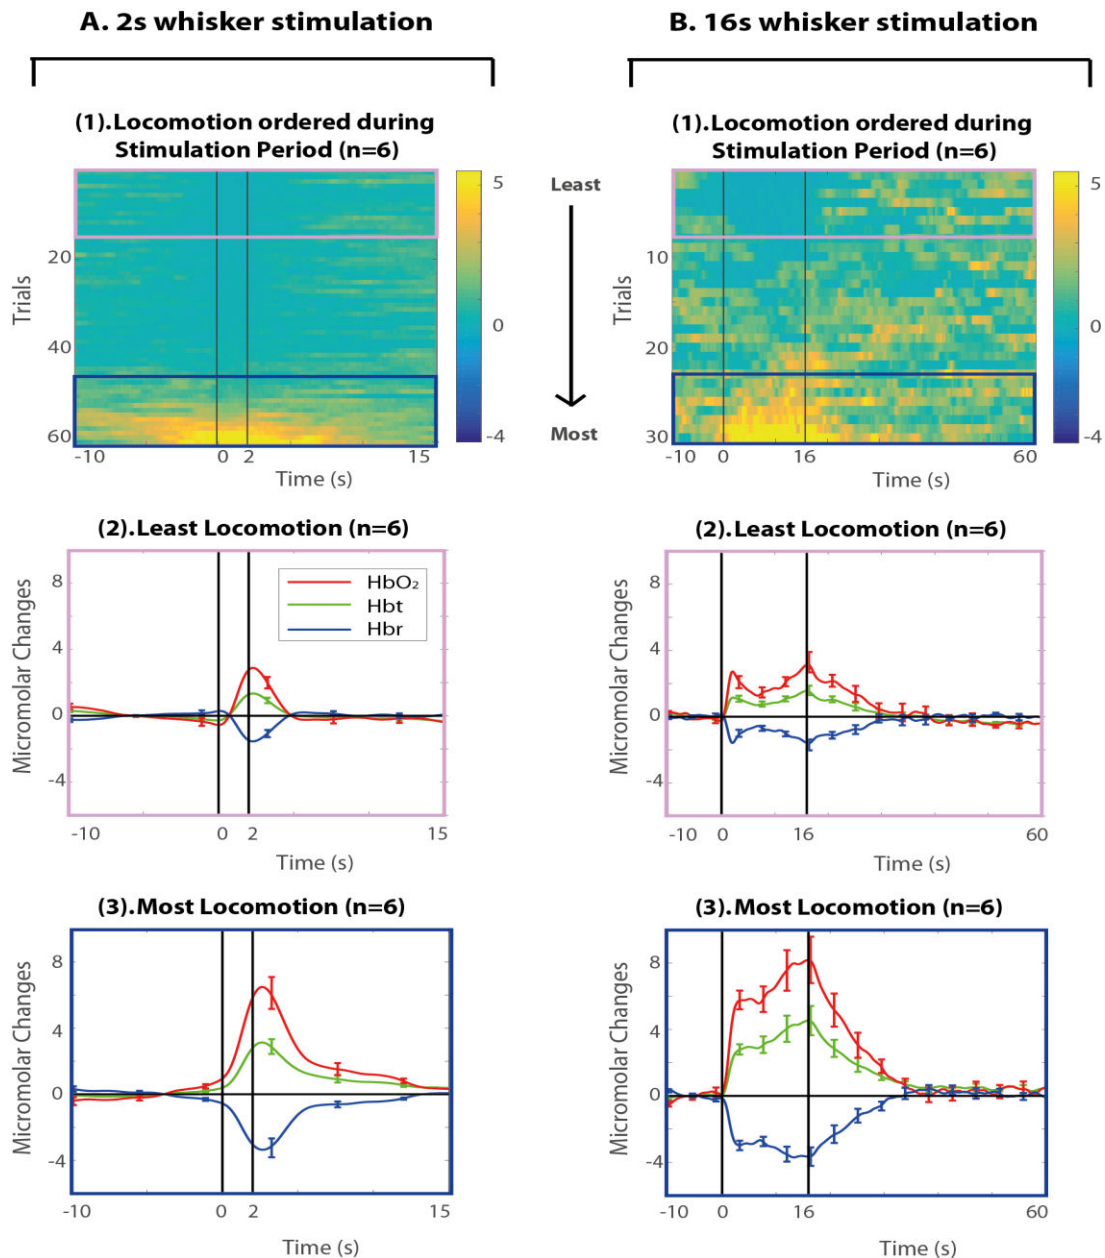 A. 2s whisker stimulation
(1).Locomotion ordered during
Stimulation Period (n=6)
Trials
20
40
60
-10
0
2
15
Time (s)
5
0
-4
Least
Most
(2).Least Locomotion (n=6)
Micromolar Changes
8
4
0
-4
HbO₂
Hbt
Hbr
-10
0
2
15
Time (s)
(3).Most Locomotion (n=6)
Micromolar Changes
8
4
0
-4
-10
0
2
15
Time (s)
B. 16s whisker stimulation
(1).Locomotion ordered during
Stimulation Period (n=6)
Trials
10
20
30
-10
0
16
60
Time (s)
5
0
-4
(2).Least Locomotion (n=6)
Micromolar Changes
8
4
0
-4
-10
0
16
60
Time (s)
(3).Most Locomotion (n=6)
Micromolar Changes
8
4
0
-4
-10
0
16
60
Time (s)